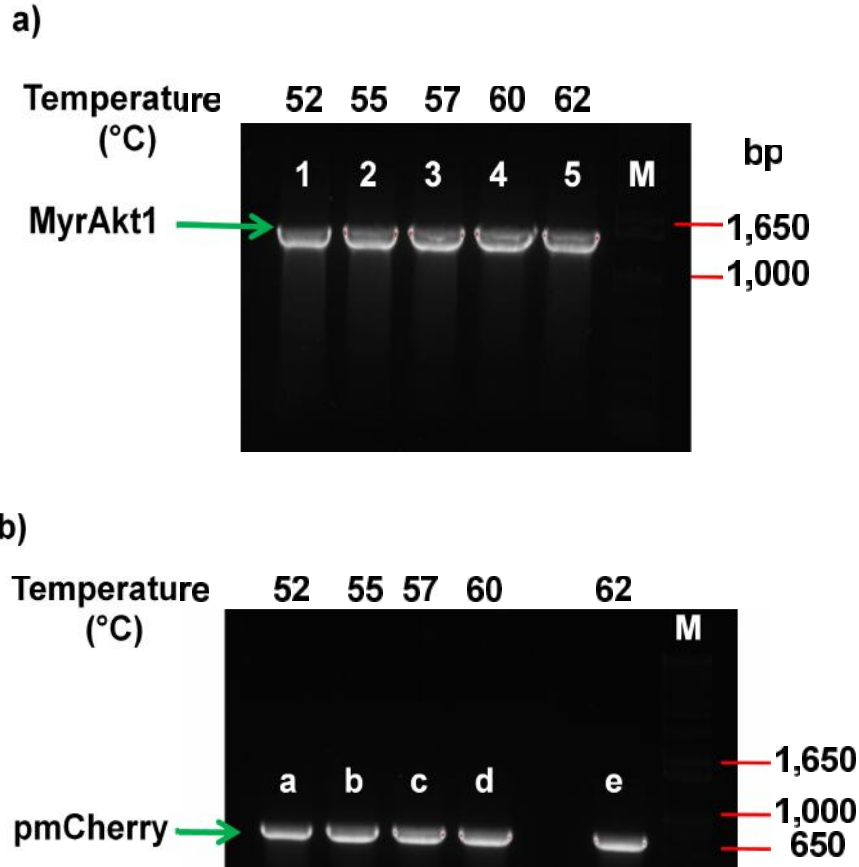 a)
Temperature 52 55 57 60 62
(°C)
bp
1 2 3 4 5 M
MyrAkt1
1,650
1,000
b)
Temperature 52 55 57 60 62
(°C)
M
1,650
a b c d e
1,000
pmCherry
650